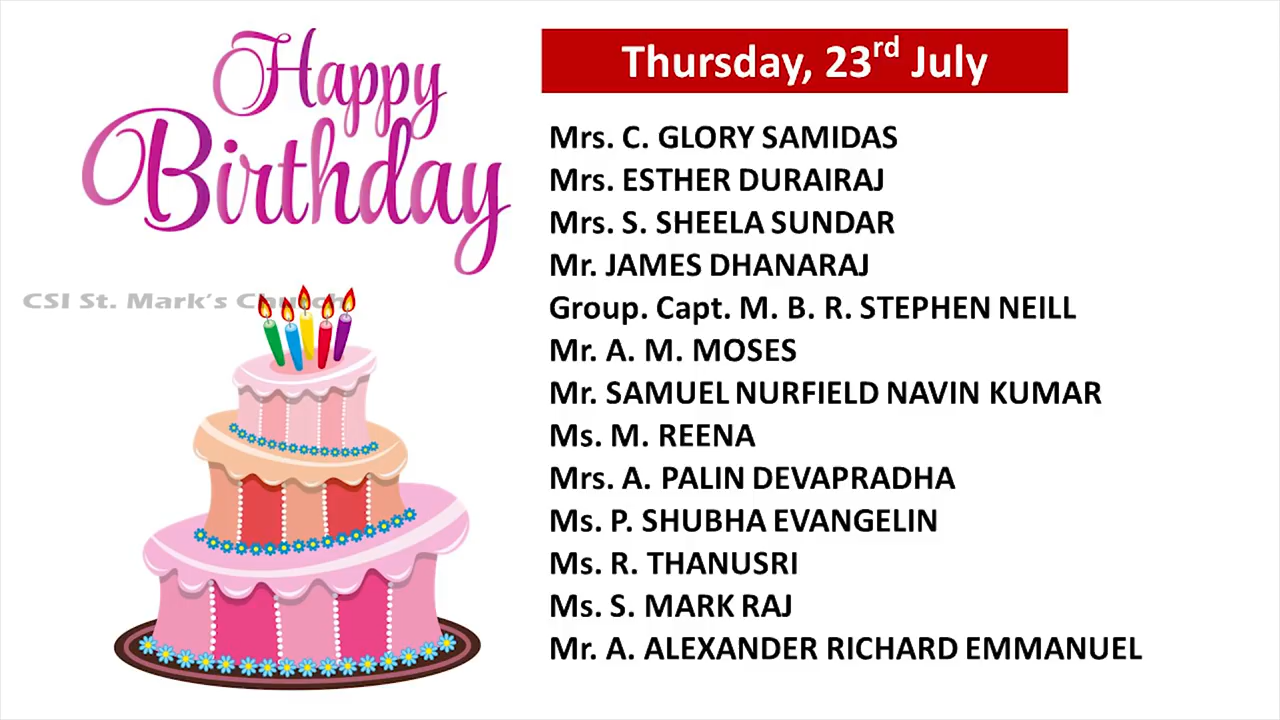 Happy
Birthday
CSI St. Mark's Church
Thursday, 23rd July
Mrs. C. GLORY SAMIDAS
Mrs. ESTHER DURAIRAJ
Mrs. S. SHEELA SUNDAR
Mr. JAMES DHANARAJ
Group. Capt. M. B. R. STEPHEN NEILL
Mr. A. M. MOSES
Mr. SAMUEL NURFIELD NAVIN KUMAR
Ms. M. REENA
Mrs. A. PALIN DEVAPRADHA
Ms. P. SHUBHA EVANGELIN
Ms. R. THANUSRI
Ms. S. MARK RAJ
Mr. A. ALEXANDER RICHARD EMMANUEL